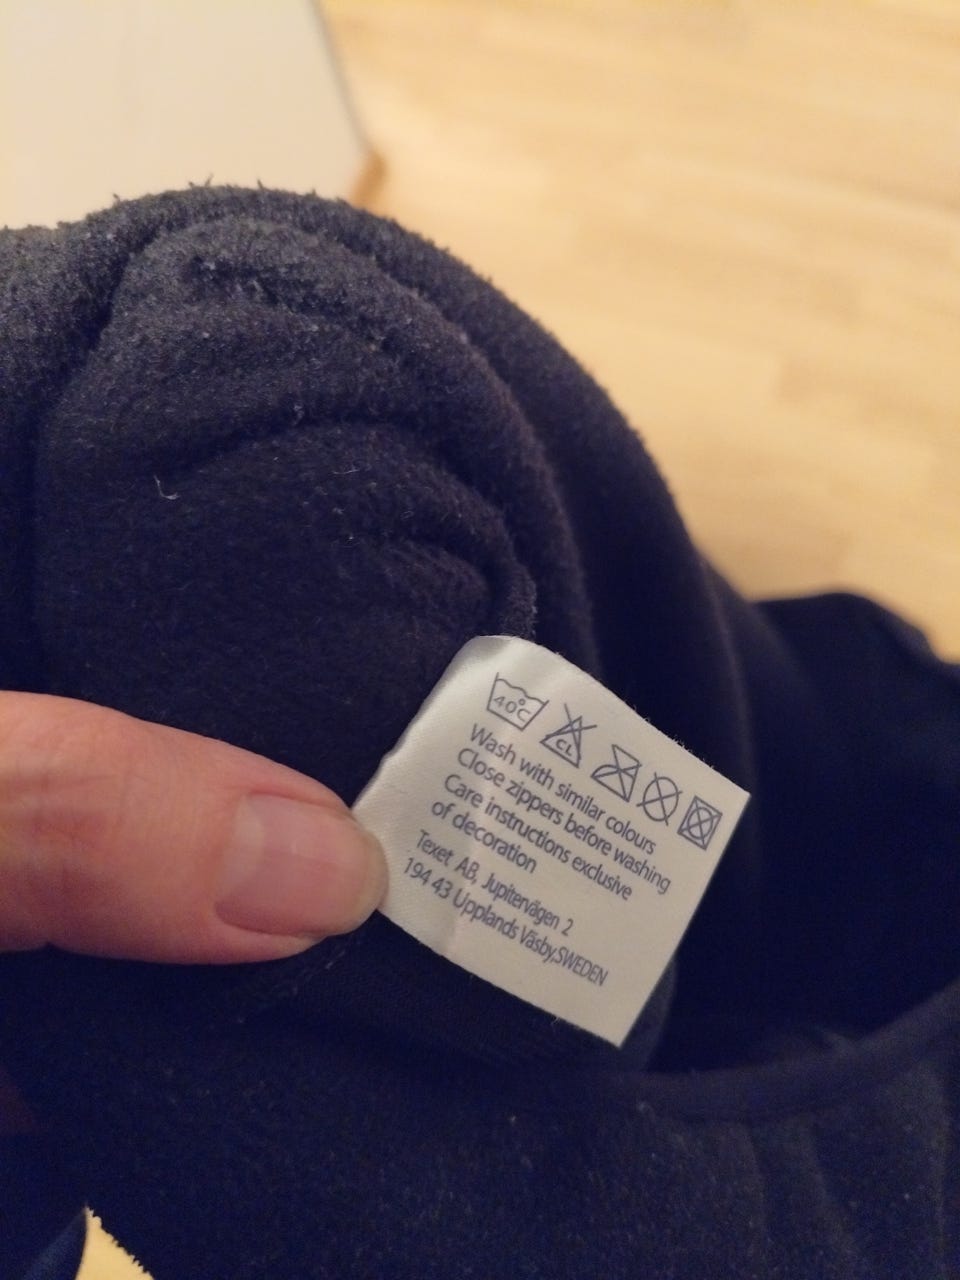 40°C CL
Wash with similar colours
Close zippers before washing
Care instructions exclusive
of decoration
Texet AB, Jupitervägen 2
194 43 Upplands Väsby,SWEDEN